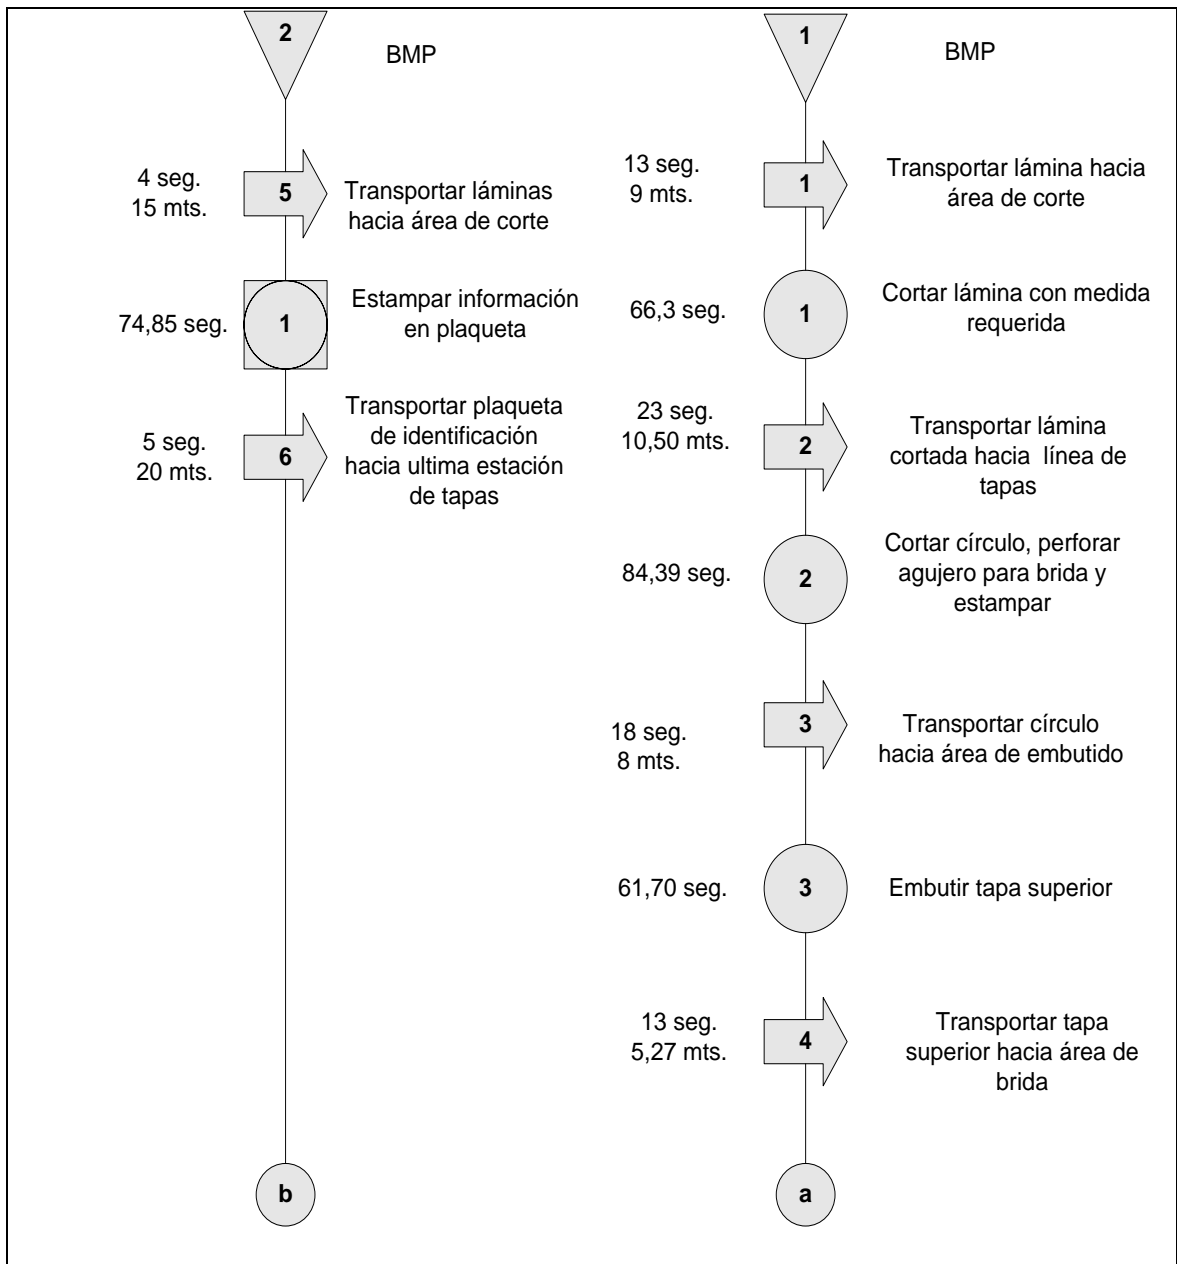 2
BMP
4 seg.
15 mts.
5
Transportar láminas
hacia área de corte
74,85 seg.
1
Estampar información
en plaqueta
5 seg.
20 mts.
6
Transportar plaqueta
de identificación
hacia ultima estación
de tapas
b
1
BMP
13 seg.
9 mts.
1
Transportar lámina hacia
área de corte
66,3 seg.
1
Cortar lámina con medida
requerida
23 seg.
10,50 mts.
2
Transportar lámina
cortada hacia línea de
tapas
84,39 seg.
2
Cortar círculo, perforar
agujero para brida y
estampar
18 seg.
8 mts.
3
Transportar círculo
hacia área de embutido
61,70 seg.
3
Embutir tapa superior
13 seg.
5,27 mts.
4
Transportar tapa
superior hacia área de
brida
a